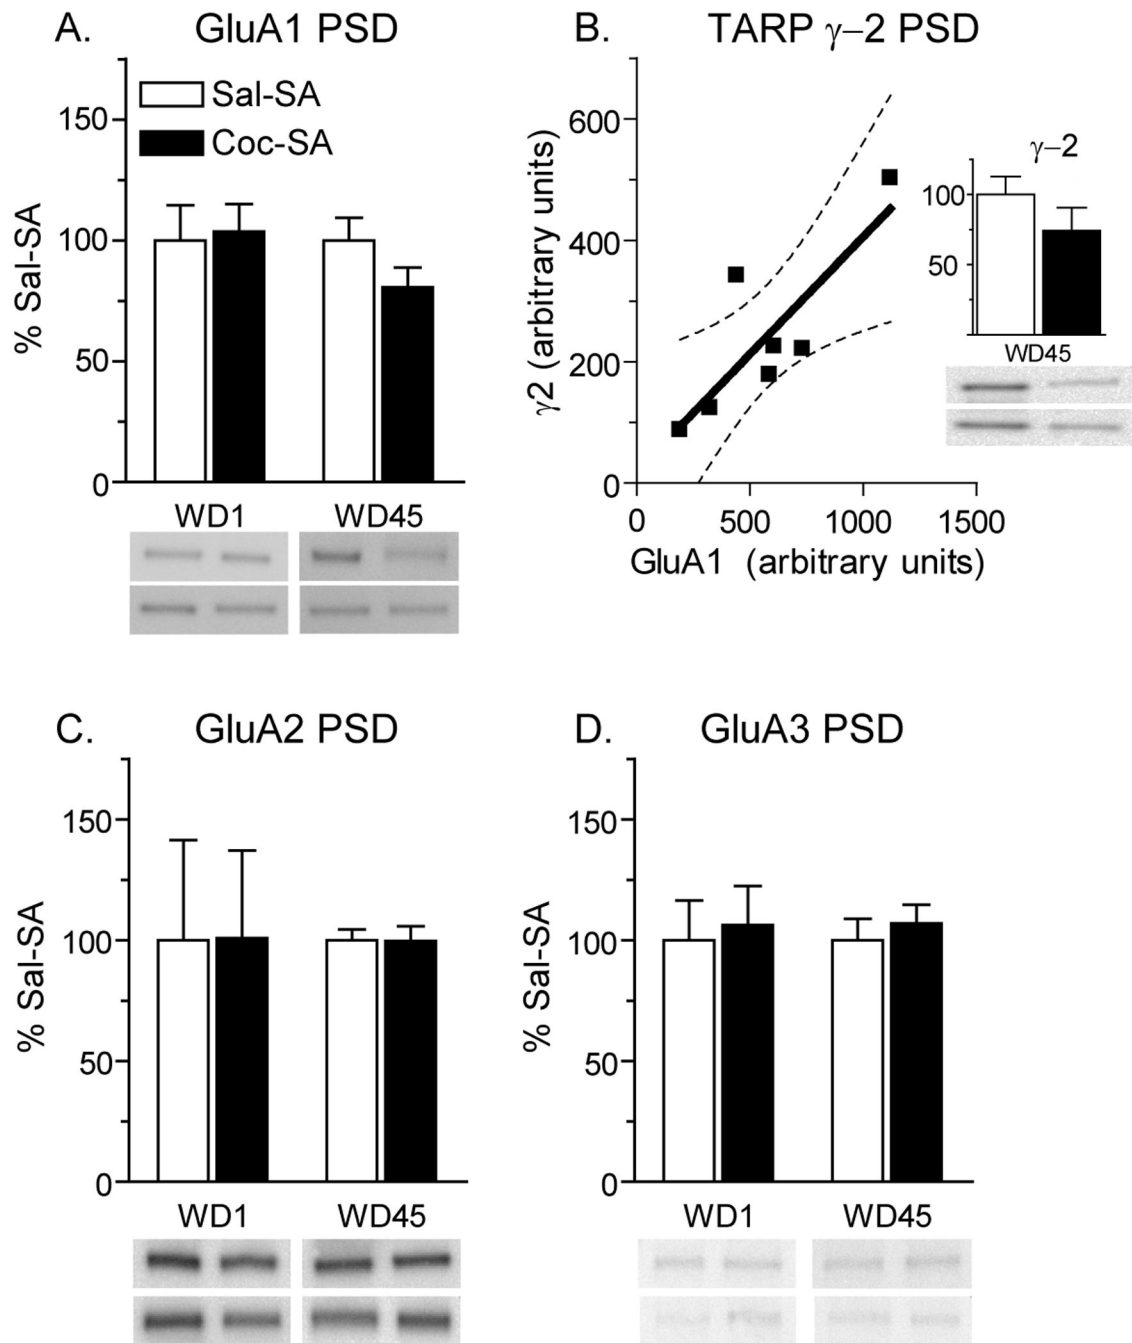 A. GluA1 PSD
% Sal-SA
150
100
50
0
Sal-SA
Coc-SA
WD1 WD45
B. TARP γ−2 PSD
γ2 (arbitrary units)
600
400
200
0
0 500 1000 1500
GluA1 (arbitrary units)
γ−2
100
50
WD45
C. GluA2 PSD
% Sal-SA
150
100
50
0
WD1 WD45
D. GluA3 PSD
% Sal-SA
150
100
50
0
WD1 WD45